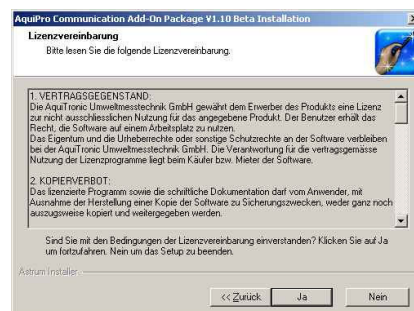 AquiPro Communication Add-On Package V1.10 Beta Installation
Lizenzvereinbarung
Bitte lesen Sie die folgende Lizenzvereinbarung.
1. VERTRAGSGEGENSTAND:
Die AquiTronic Umweltmesstechnik GmbH gewährt dem Erwerber des Produkts eine Lizenz
zur nicht ausschliesslichen Nutzung für das angegebene Produkt. Der Benutzer erhält das
Recht, die Software auf einem Arbeitsplatz zu nutzen.
Das Eigentum und die Urheberrechte oder sonstige Schutzrechte an der Software verbleiben
bei der AquiTronic Umweltmesstechnik GmbH. Die Verantwortung für die vertragsgemässe
Nutzung der Lizenzprogramme liegt beim Käufer bzw. Mieter der Software.
2. KOPIERVERBOT:
Das lizenzierte Programm sowie die schriftliche Dokumentation darf vom Anwender, mit
Ausnahme der Herstellung einer Kopie der Software zu Sicherungszwecken, weder ganz noch
auszugsweise kopiert und weitergegeben werden.
Sind Sie mit den Bedingungen der Lizenzvereinbarung einverstanden? Klicken Sie auf Ja
um fortzufahren. Nein um das Setup zu beenden.
Astrum Installer
<< Zurück Ja Nein